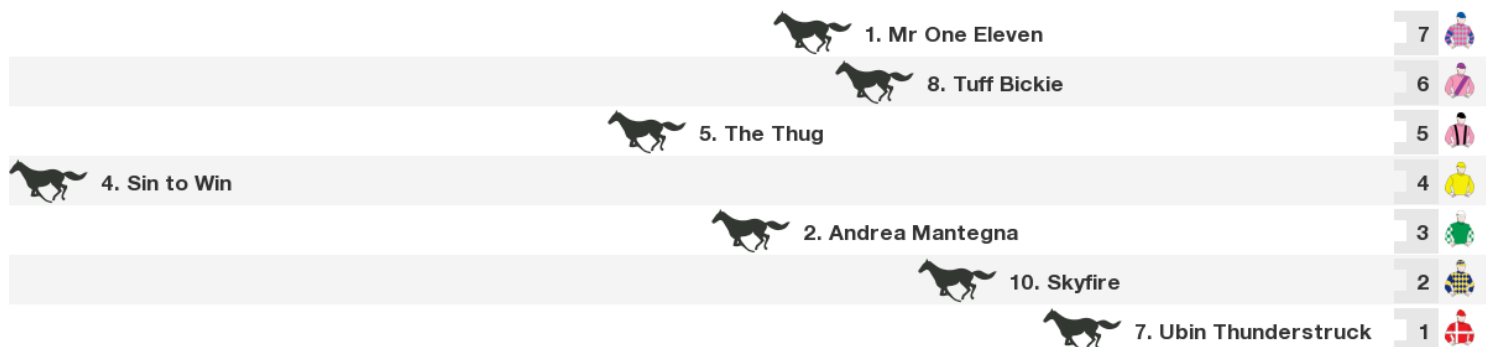 1. Mr One Eleven 7
8. Tuff Bickie 6
5. The Thug 5
4. Sin to Win 4
2. Andrea Mantegna 3
10. Skyfire 2
7. Ubin Thunderstruck 1